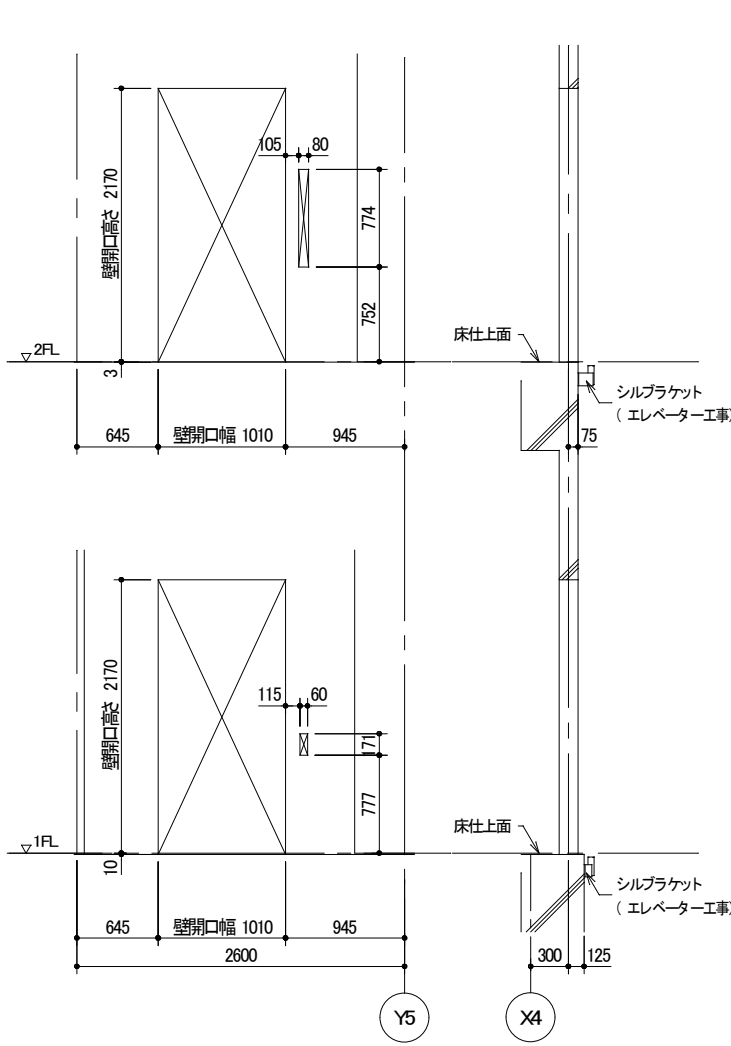 105
80
壁開口高さ 2170
774
752
床仕上面
▽2FL
3
シルブラケット
( エレベーター工事)
645
壁開口幅 1010
945
75
壁開口高さ 2170
115
60
171
777
床仕上面
▽1FL
10
シルブラケット
( エレベーター工事)
645
壁開口幅 1010
945
2600
300
125
Y5
X4